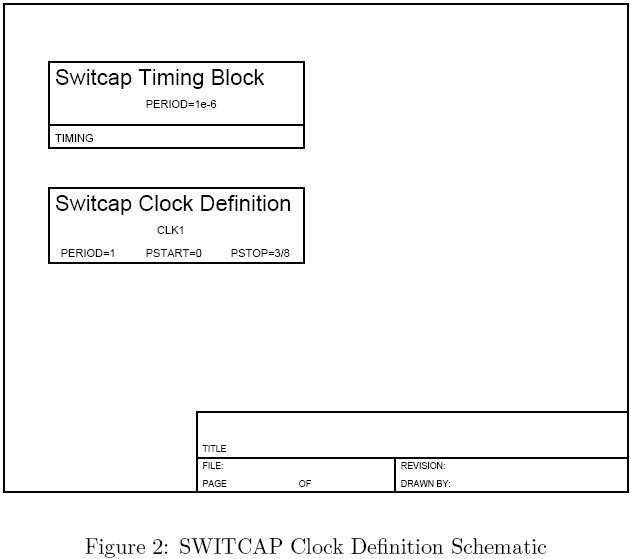 Switcap Timing Block
PERIOD=1e-6
TIMING
Switcap Clock Definition
CLK1
PERIOD=1 PSTART=0 PSTOP=3/8
TITLE
FILE: REVISION:
PAGE OF DRAWN BY:
Figure 2: SWITCAP Clock Definition Schematic